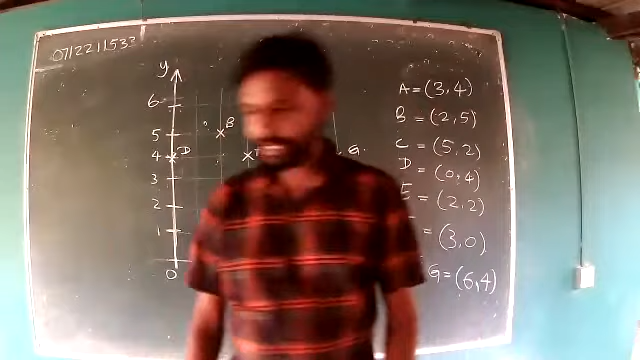 0712211533
y
6
5
B
4
D
G
3
2
1
0
A = (3,4)
B = (2,5)
C = (5,2)
D = (0,4)
E = (2,2)
= (3,0)
G = (6,4)